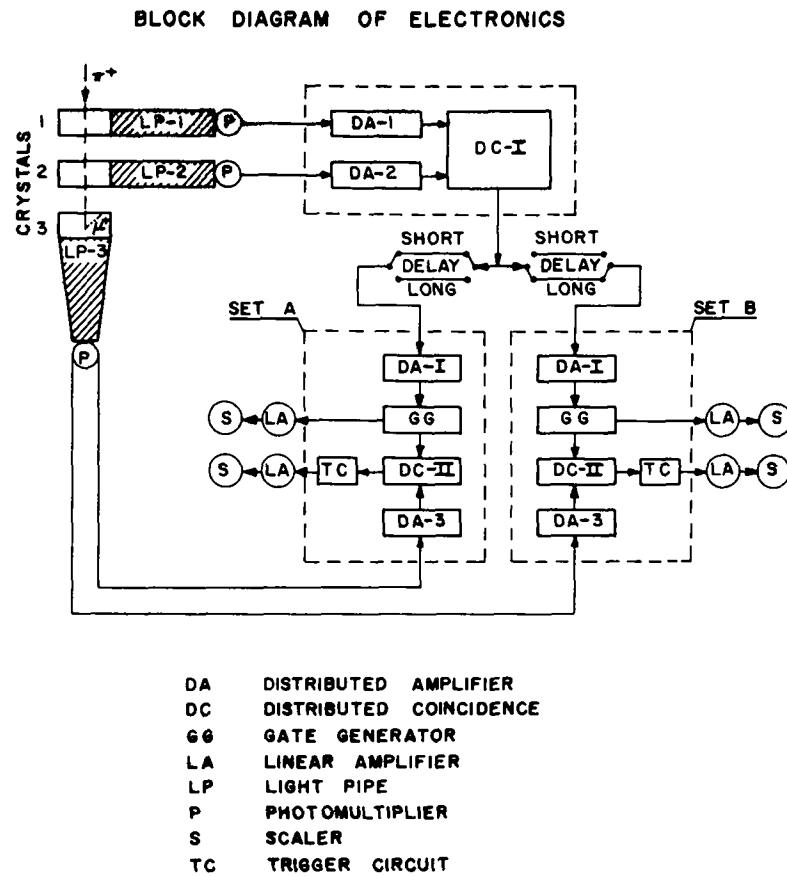 BLOCK DIAGRAM OF ELECTRONICS
π+
CRYSTALS
1 LP-1 P DA-1
DC-I
2 LP-2 P DA-2
3 μ+
LP-3
SHORT SHORT
DELAY DELAY
LONG LONG
SET A SET B
P
DA-I DA-I
S LA GG GG LA S
S LA TC DC-II DC-II TC LA S
DA-3 DA-3
DA DISTRIBUTED AMPLIFIER
DC DISTRIBUTED COINCIDENCE
GG GATE GENERATOR
LA LINEAR AMPLIFIER
LP LIGHT PIPE
P PHOTOMULTIPLIER
S SCALER
TC TRIGGER CIRCUIT